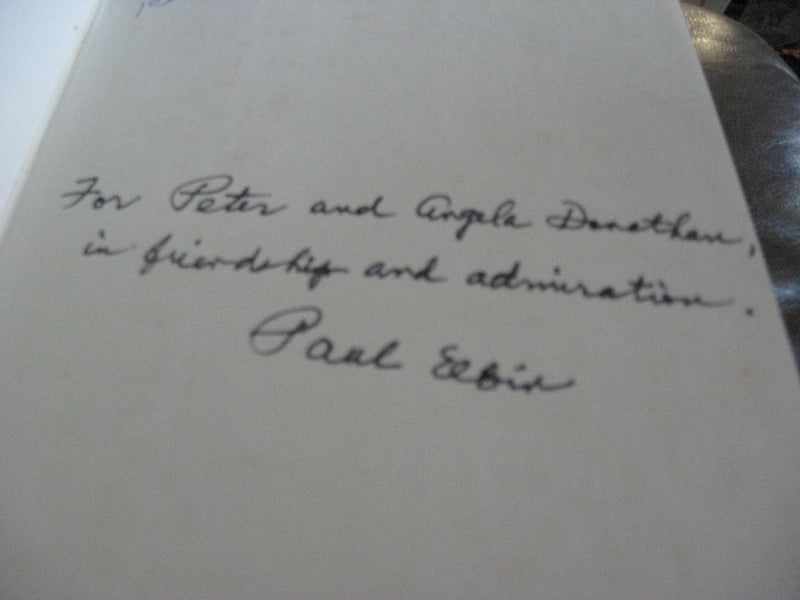 For Peter and Angela Donathan,
in friendship and admiration.
Paul Elbin